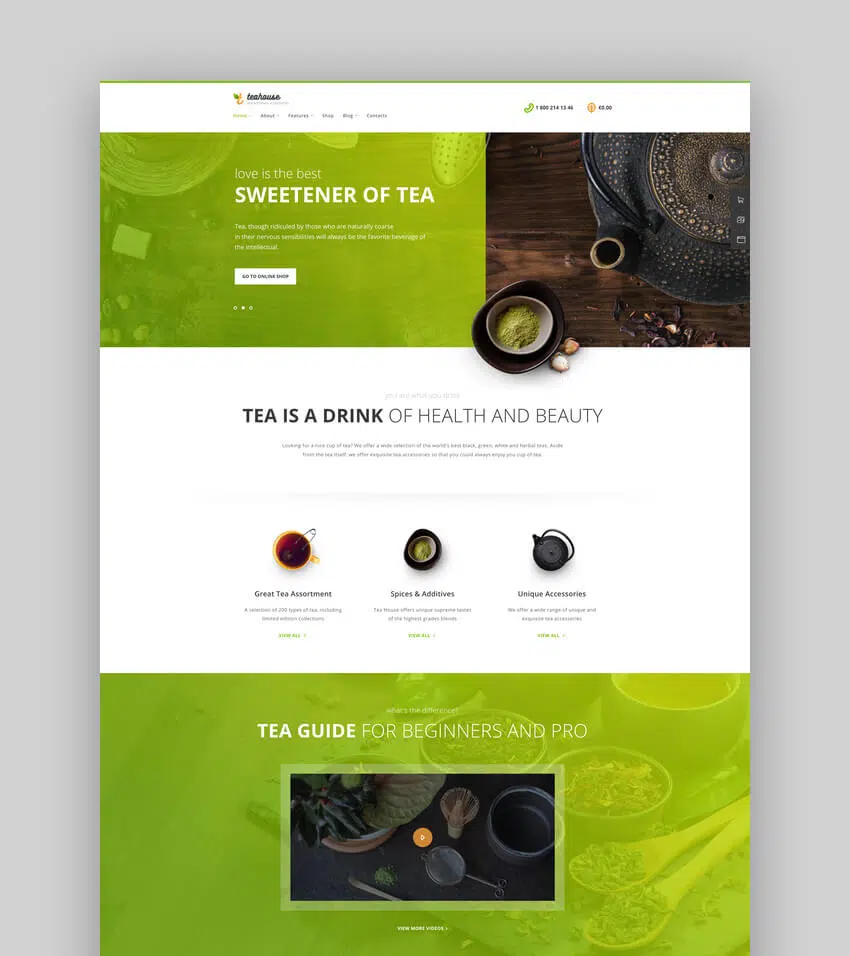 teahouse
1 800 214 13 46
€0.00
Home
About
Features
Shop
Blog
Contacts
love is the best
SWEETENER OF TEA
Tea, though ridiculed by those who are naturally coarse
in their nervous sensibilities will always be the favorite beverage of
the intellectual.
GO TO ONLINE SHOP
you are what you drink
TEA IS A DRINK OF HEALTH AND BEAUTY
Looking for a nice cup of tea? We offer a wide selection of the world's best black, green, white and herbal teas. Aside
from the tea itself, we offer exquisite tea accessories so that you could always enjoy you cup of tea.
Great Tea Assortment
A selection of 200 types of tea, including
limited edition collections
VIEW ALL >
Spices & Additives
Tea House offers unique supreme tastes
of the highest grades blends
VIEW ALL >
Unique Accessories
We offer a wide range of unique and
exquisite tea accessories
VIEW ALL >
what's the difference?
TEA GUIDE FOR BEGINNERS AND PRO
VIEW MORE VIDEOS >